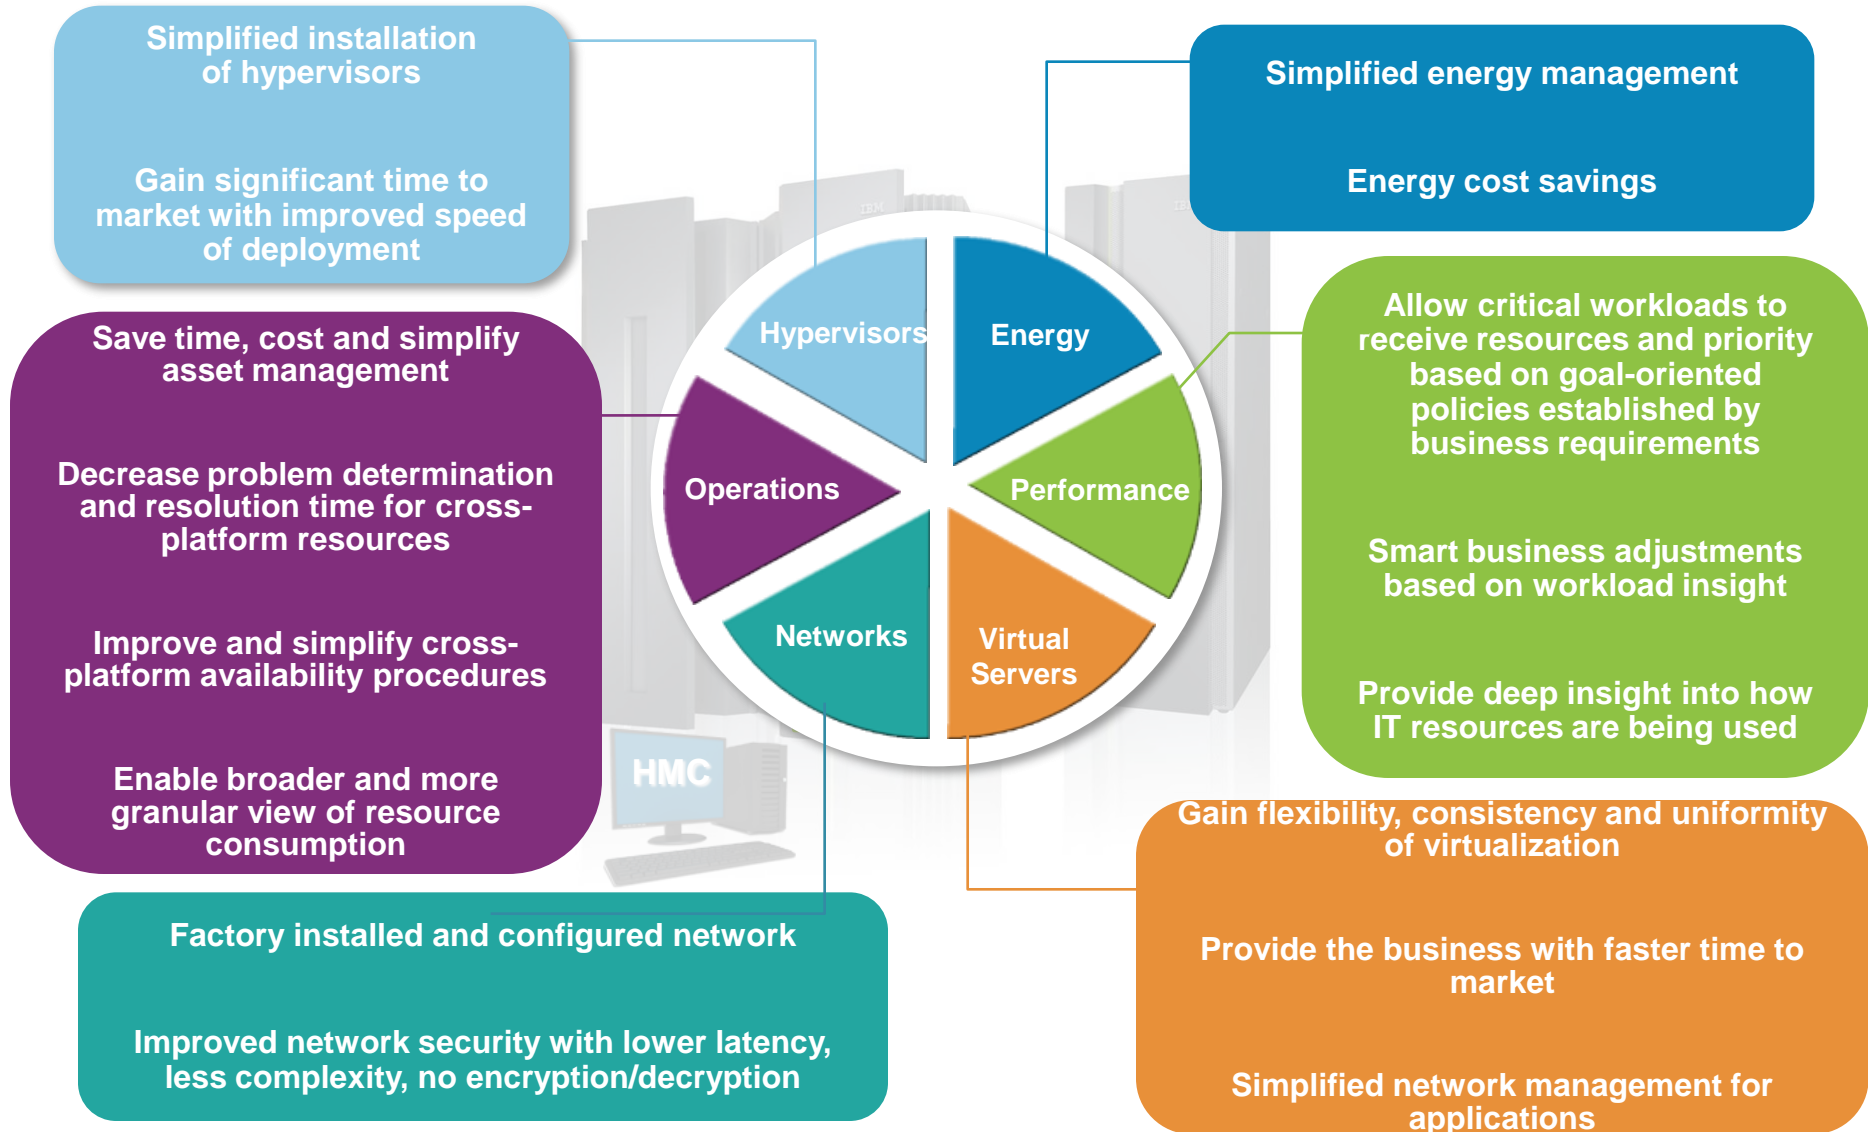 Simplified installation
of hypervisors
Gain significant time to
market with improved speed
of deployment
Simplified energy management
Energy cost savings
Save time, cost and simplify
asset management
Decrease problem determination
and resolution time for cross-
platform resources
Improve and simplify cross-
platform availability procedures
Enable broader and more
granular view of resource
consumption
IBM
Hypervisors
Energy
Operations
Performance
Networks
Virtual
Servers
HMC
Allow critical workloads to
receive resources and priority
based on goal-oriented
policies established by
business requirements
Smart business adjustments
based on workload insight
Provide deep insight into how
IT resources are being used
Factory installed and configured network
Improved network security with lower latency,
less complexity, no encryption/decryption
Gain flexibility, consistency and uniformity
of virtualization
Provide the business with faster time to
market
Simplified network management for
applications